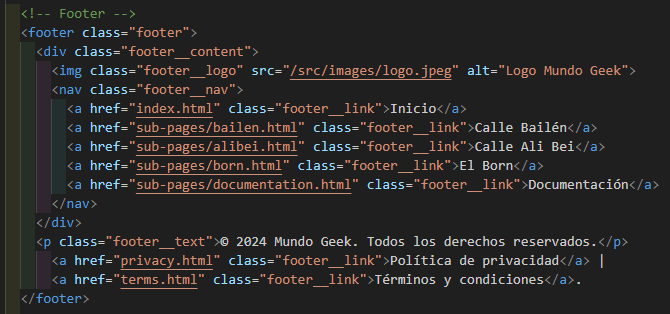 <!-- Footer -->
<footer class="footer">
<div class="footer__content">
<img class="footer__logo" src="/src/images/logo.jpeg" alt="Logo Mundo Geek">
<nav class="footer__nav">
<a href="index.html" class="footer__link">Inicio</a>
<a href="sub-pages/bailen.html" class="footer__link">Calle Bailén</a>
<a href="sub-pages/alibei.html" class="footer__link">Calle Ali Bei</a>
<a href="sub-pages/born.html" class="footer__link">El Born</a>
<a href="sub-pages/documentation.html" class="footer__link">Documentación</a>
</nav>
</div>
<p class="footer__text">© 2024 Mundo Geek. Todos los derechos reservados.</p>
<a href="privacy.html" class="footer__link">Política de privacidad</a> |
<a href="terms.html" class="footer__link">Términos y condiciones</a>.
</footer>